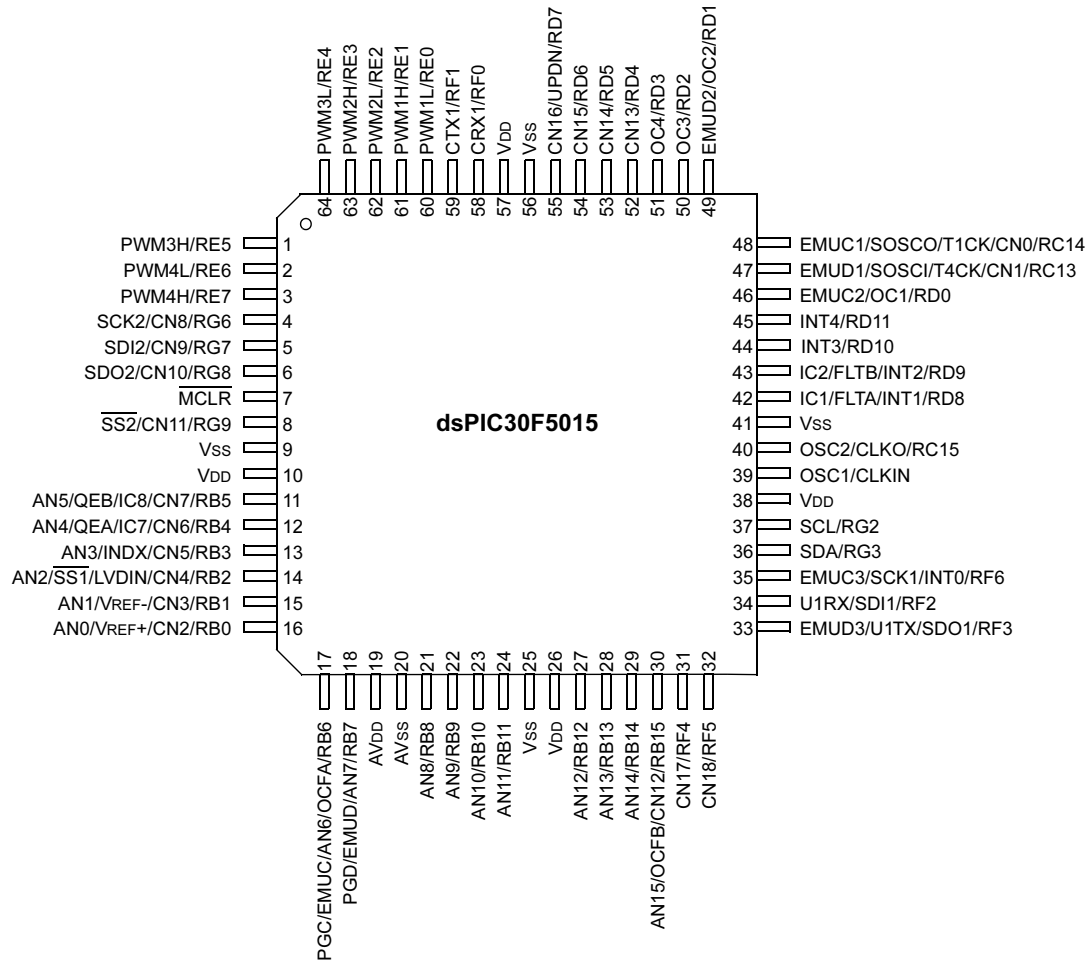 PWM3L/RE4
PWM2H/RE3
PWM2L/RE2
PWM1H/RE1
PWM1L/RE0
CTX1/RF1
CRX1/RF0
VDD
VSS
CN16/UPDN/RD7
CN15/RD6
CN14/RD5
CN13/RD4
OC4/RD3
OC3/RD2
EMUD2/OC2/RD1
64
63
62
61
60
59
58
57
56
55
54
53
52
51
50
49
PWM3H/RE5 1
PWM4L/RE6 2
PWM4H/RE7 3
SCK2/CN8/RG6 4
SDI2/CN9/RG7 5
SDO2/CN10/RG8 6
MCLR 7
SS2/CN11/RG9 8
VSS 9
VDD 10
AN5/QEB/IC8/CN7/RB5 11
AN4/QEA/IC7/CN6/RB4 12
AN3/INDX/CN5/RB3 13
AN2/SS1/LVDIN/CN4/RB2 14
AN1/VREF-/CN3/RB1 15
AN0/VREF+/CN2/RB0 16
dsPIC30F5015
48 EMUC1/SOSCO/T1CK/CN0/RC14
47 EMUD1/SOSCI/T4CK/CN1/RC13
46 EMUC2/OC1/RD0
45 INT4/RD11
44 INT3/RD10
43 IC2/FLTB/INT2/RD9
42 IC1/FLTA/INT1/RD8
41 VSS
40 OSC2/CLKO/RC15
39 OSC1/CLKIN
38 VDD
37 SCL/RG2
36 SDA/RG3
35 EMUC3/SCK1/INT0/RF6
34 U1RX/SDI1/RF2
33 EMUD3/U1TX/SDO1/RF3
17
18
19
20
21
22
23
24
25
26
27
28
29
30
31
32
PGC/EMUC/AN6/OCFA/RB6
PGD/EMUD/AN7/RB7
AVDD
AVSS
AN8/RB8
AN9/RB9
AN10/RB10
AN11/RB11
VSS
VDD
AN12/RB12
AN13/RB13
AN14/RB14
AN15/OCFB/CN12/RB15
CN17/RF4
CN18/RF5